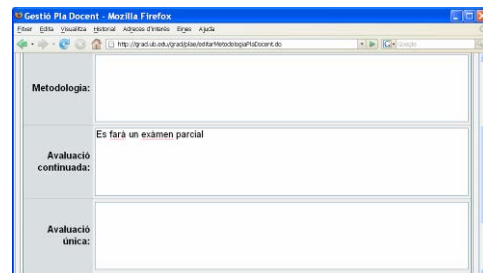 Gestió Pla Docent - Mozilla Firefox
Fitxer Edita Visualitza Historial Adreces d'interès Eines Ajuda
http://grad.ub.edu/grad/plae/editarMetodologiaPlaDocent.do
Google
Metodologia:
Es farà un exàmen parcial
Avaluació
continuada:
Avaluació
única: